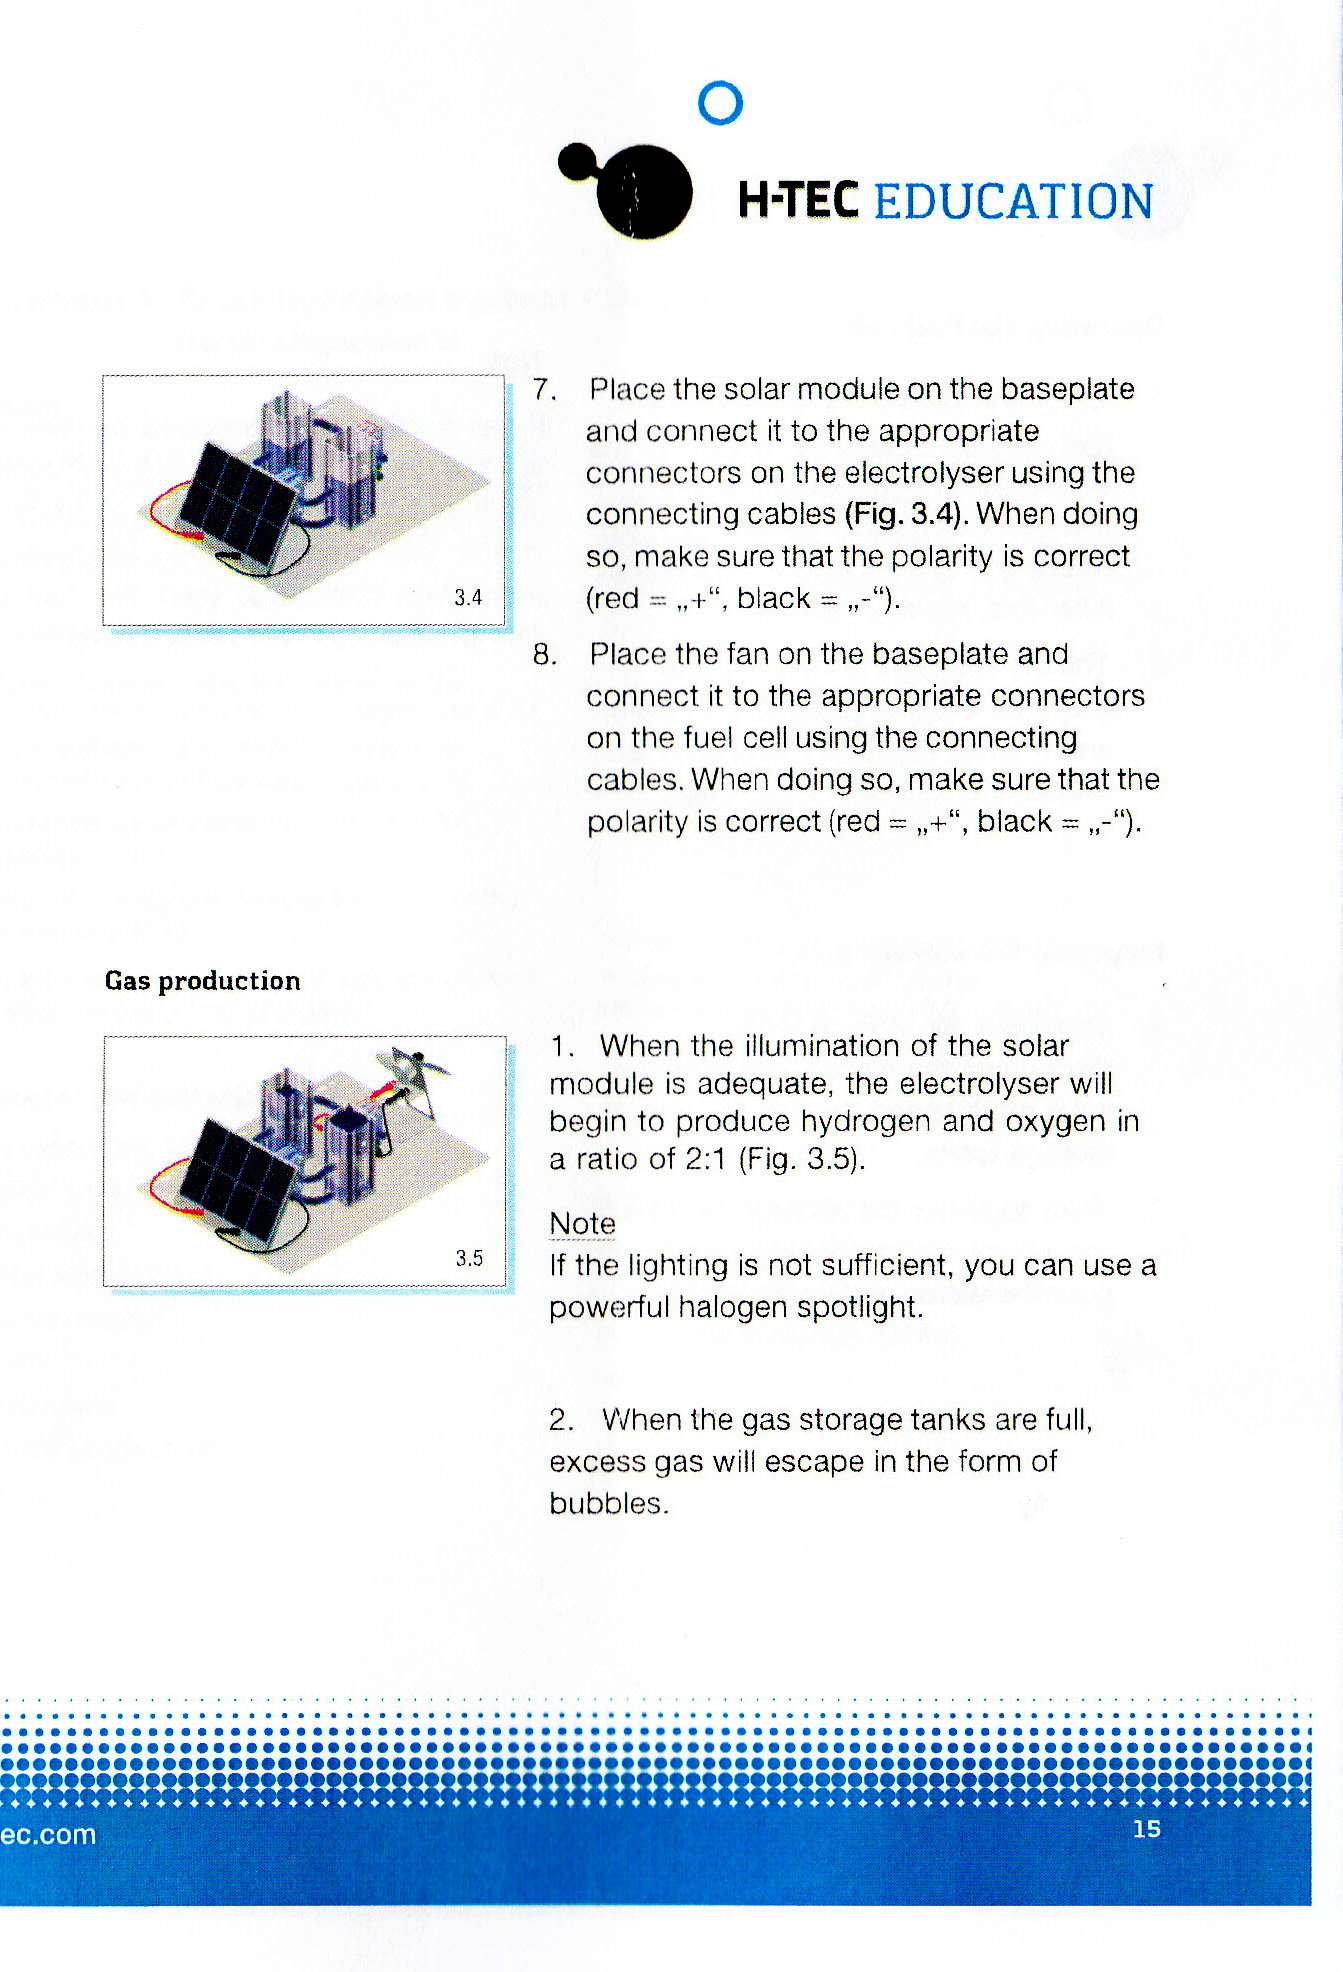 H-TEC EDUCATION
7. Place the solar module on the baseplate
and connect it to the appropriate
connectors on the electrolyser using the
connecting cables (Fig. 3.4). When doing
so, make sure that the polarity is correct
(red = „+“, black = „-“).
3.4
8. Place the fan on the baseplate and
connect it to the appropriate connectors
on the fuel cell using the connecting
cables. When doing so, make sure that the
polarity is correct (red = „+“, black = „-“).
Gas production
1. When the illumination of the solar
module is adequate, the electrolyser will
begin to produce hydrogen and oxygen in
a ratio of 2:1 (Fig. 3.5).
3.5
Note
If the lighting is not sufficient, you can use a
powerful halogen spotlight.
2. When the gas storage tanks are full,
excess gas will escape in the form of
bubbles.
ec.com
15